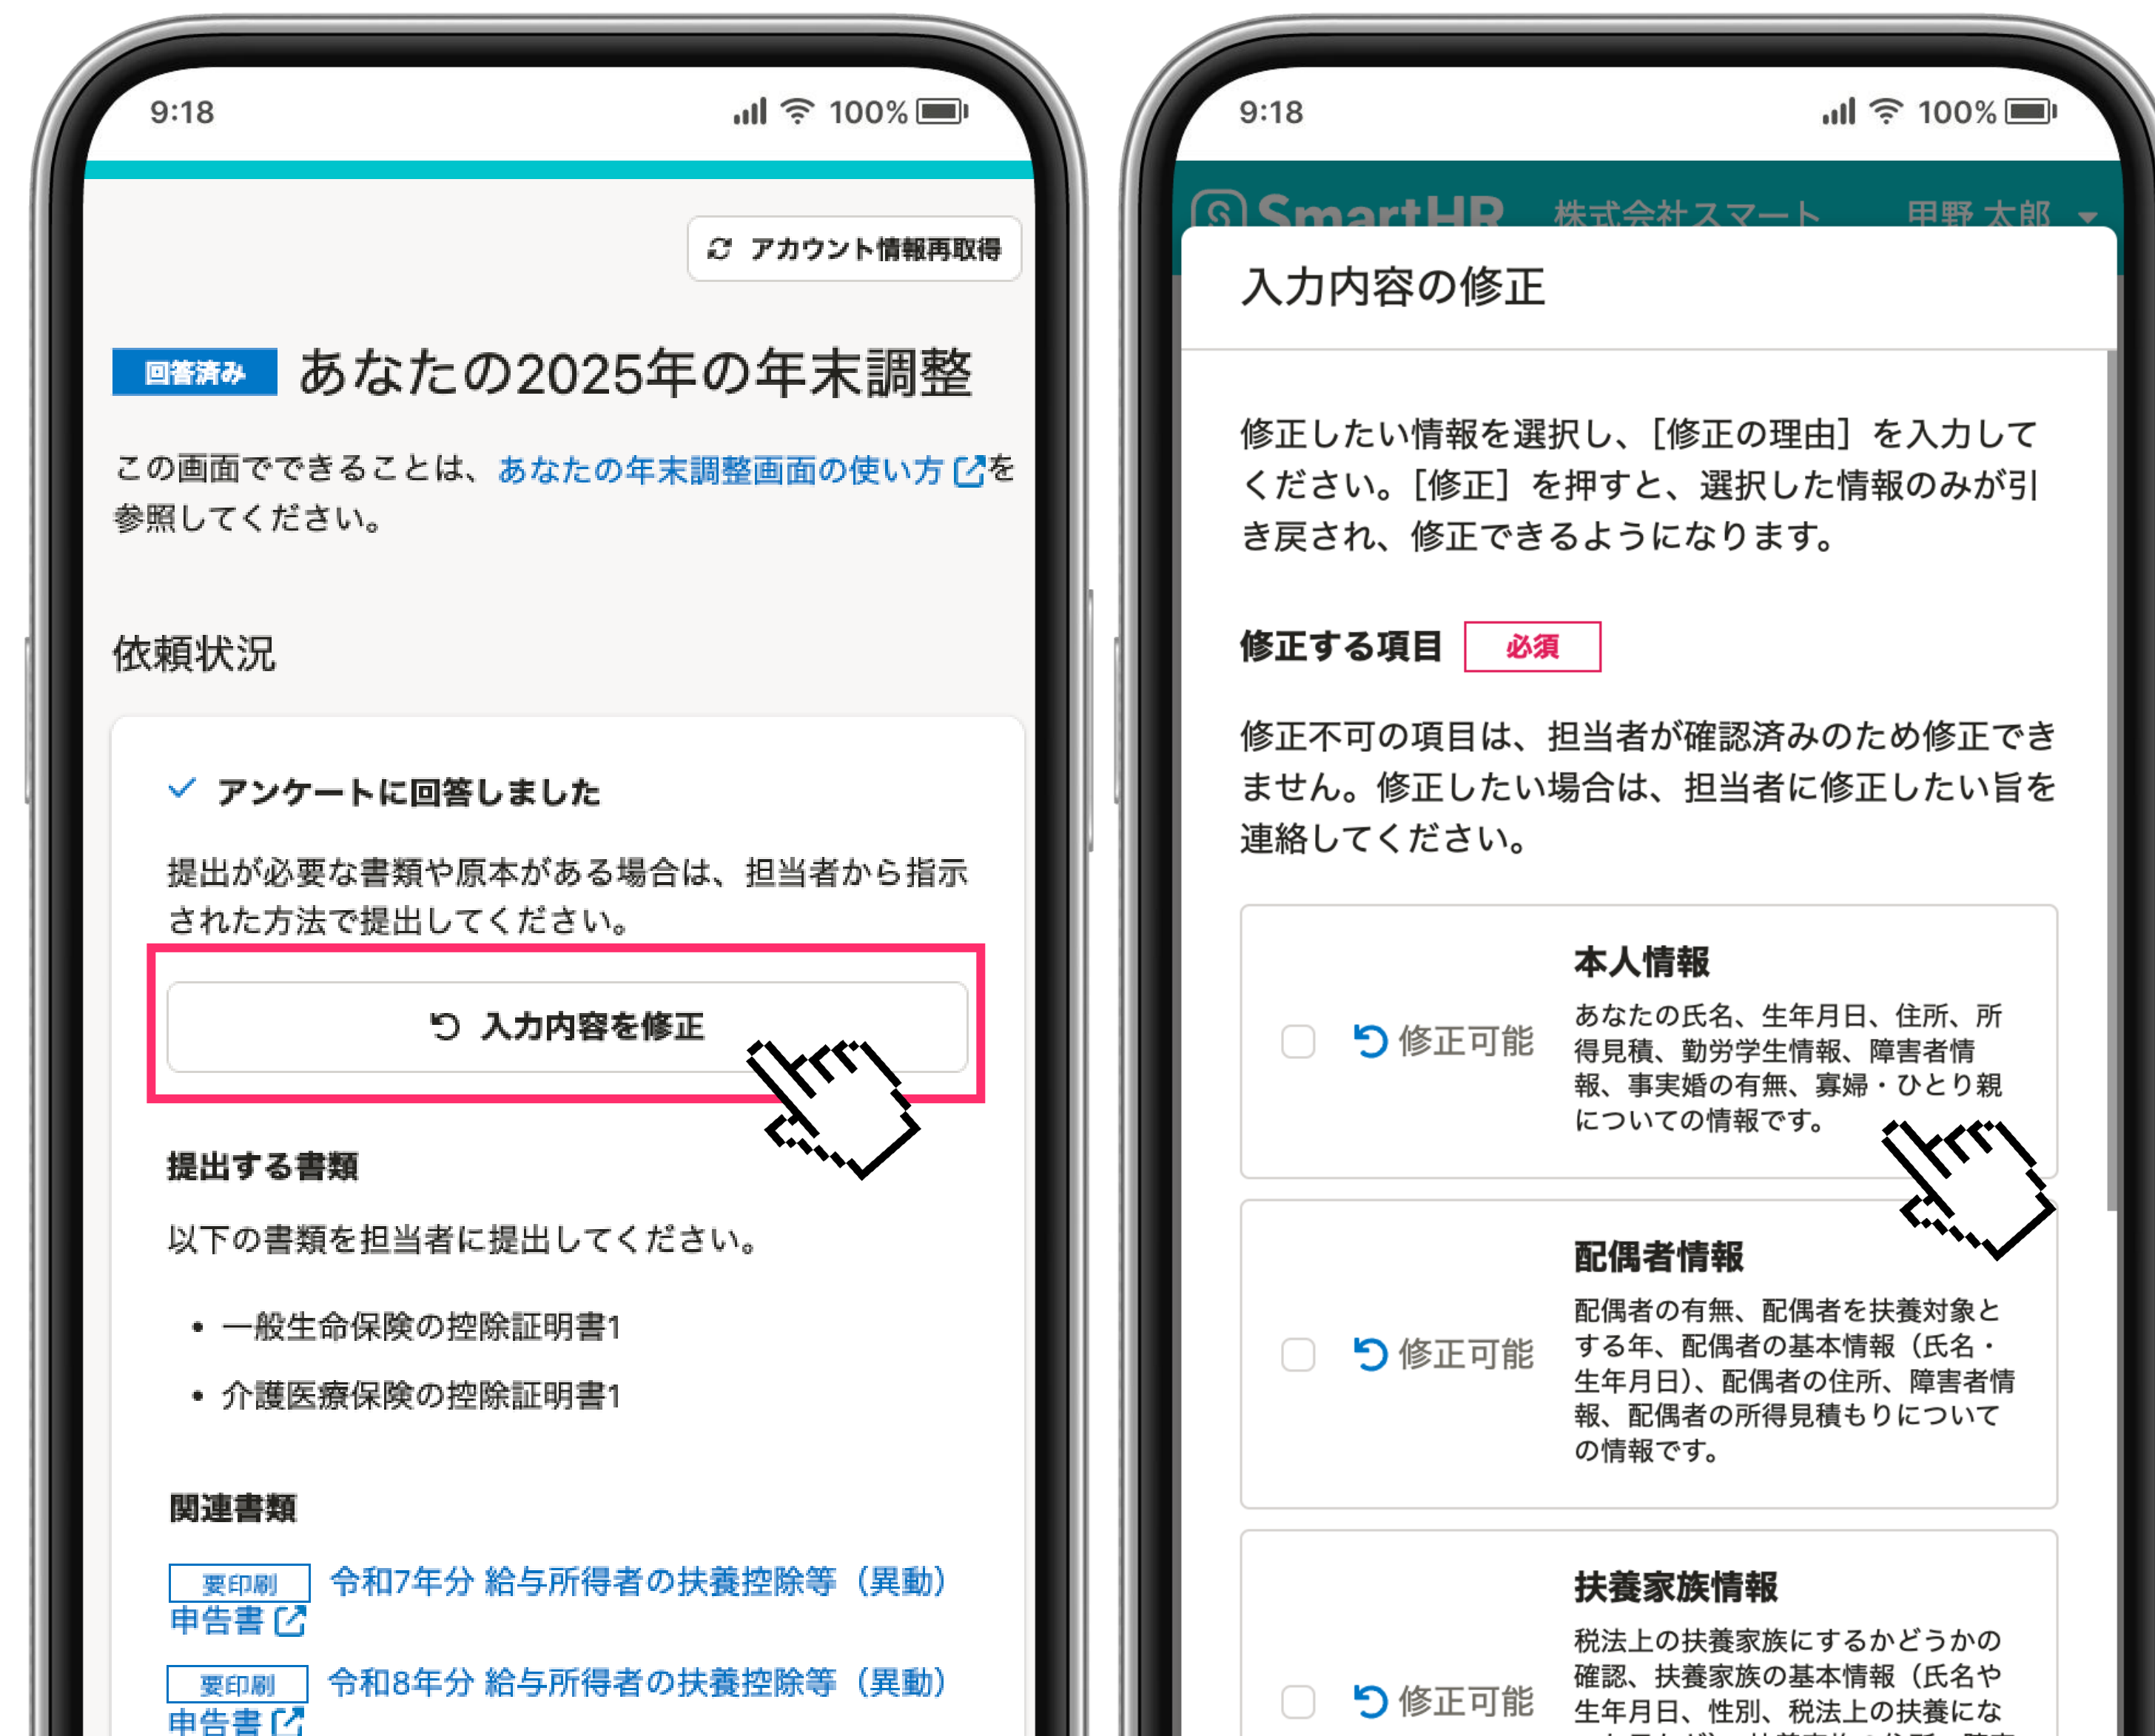 9:18
100%
アカウント情報再取得
回答済み あなたの2025年の年末調整
この画面でできることは、あなたの年末調整画面の使い方を
参照してください。
依頼状況
アンケートに回答しました
提出が必要な書類や原本がある場合は、担当者から指示
された方法で提出してください。
入力内容を修正
提出する書類
以下の書類を担当者に提出してください。
• 一般生命保険の控除証明書1
• 介護医療保険の控除証明書1
関連書類
要印刷 令和7年分 給与所得者の扶養控除等（異動）
申告書
要印刷 令和8年分 給与所得者の扶養控除等（異動）
申告書
9:18
100%
SmartHR 株式会社スマート 甲野 太郎
入力内容の修正
修正したい情報を選択し、［修正の理由］を入力して
ください。［修正］を押すと、選択した情報のみが引
き戻され、修正できるようになります。
修正する項目 必須
修正不可の項目は、担当者が確認済みのため修正でき
ません。修正したい場合は、担当者に修正したい旨を
連絡してください。
修正可能
本人情報
あなたの氏名、生年月日、住所、所
得見積、勤労学生情報、障害者情
報、事実婚の有無、寡婦・ひとり親
についての情報です。
修正可能
配偶者情報
配偶者の有無、配偶者を扶養対象と
する年、配偶者の基本情報（氏名・
生年月日）、配偶者の住所、障害者情
報、配偶者の所得見積もりについて
の情報です。
修正可能
扶養家族情報
税法上の扶養家族にするかどうかの
確認、扶養家族の基本情報（氏名や
生年月日、性別、税法上の扶養にな